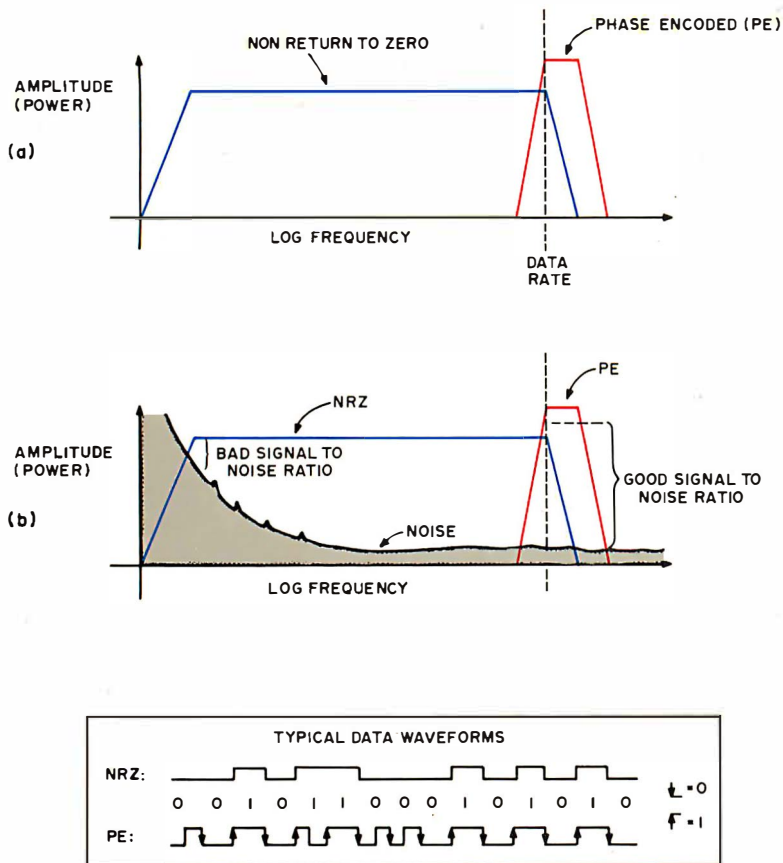 PHASE ENCODED (PE)
NON RETURN TO ZERO
AMPLITUDE
(POWER)
(a)
LOG FREQUENCY
DATA
RATE
PE
NRZ
AMPLITUDE
(POWER)
BAD SIGNAL TO
NOISE RATIO
GOOD SIGNAL TO
NOISE RATIO
(b)
NOISE
LOG FREQUENCY
TYPICAL DATA WAVEFORMS
NRZ:
0 0 1 0 1 1 0 0 0 1 0 1 0 1 0
= 0
= 1
PE: